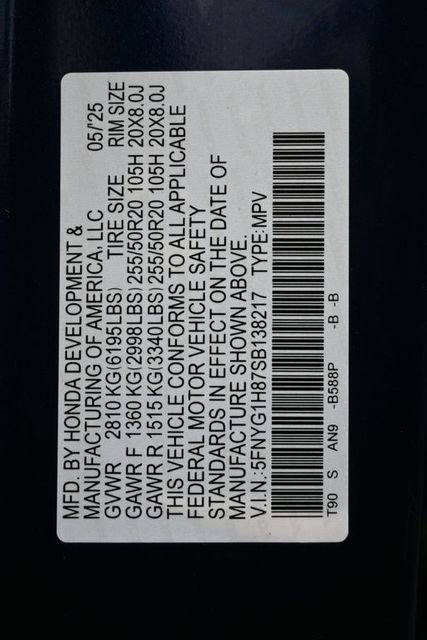 MFD. BY HONDA DEVELOPMENT &
MANUFACTURING OF AMERICA, LLC 05/'25
GVWR 2810 KG(6195LBS) TIRE SIZE RIM SIZE
GAWR F 1360 KG(2998LBS) 255/50R20 105H 20X8.0J
GAWR R 1515 KG(3340LBS) 255/50R20 105H 20X8.0J
THIS VEHICLE CONFORMS TO ALL APPLICABLE
FEDERAL MOTOR VEHICLE SAFETY
STANDARDS IN EFFECT ON THE DATE OF
MANUFACTURE SHOWN ABOVE.
V.I.N.:5FNYG1H87SB138217 TYPE:MPV
T90 S AN9 -B588P -B -B